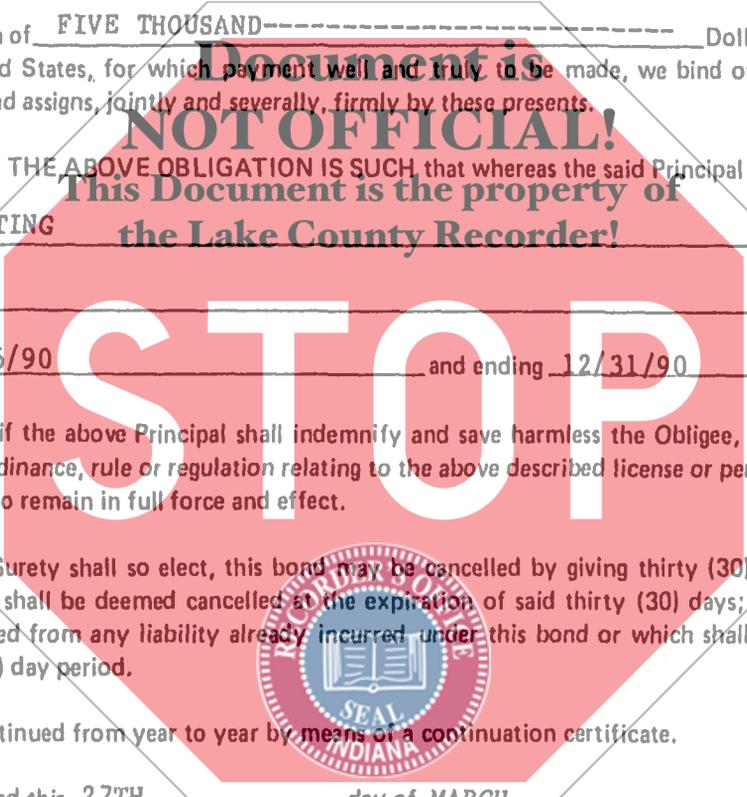 of FIVE THOUSAND------------------------------------ Doll
d States, for which payment well and truly to be made, we bind o
d assigns, jointly and severally, firmly by these presents.
THE ABOVE OBLIGATION IS SUCH that whereas the said Principal
TING
/90 and ending 12/31/90
if the above Principal shall indemnify and save harmless the Obligee,
dinance, rule or regulation relating to the above described license or pe
o remain in full force and effect.
Surety shall so elect, this bond may be cancelled by giving thirty (30)
shall be deemed cancelled at the expiration of said thirty (30) days;
ed from any liability already incurred under this bond or which shall
) day period.
tinued from year to year by means of a continuation certificate.
d this 27TH day of MARCH
Document is
NOT OFFICIAL!
This Document is the property of
the Lake County Recorder!
STOP
RECORDER'S OFFICE
SEAL
INDIANA